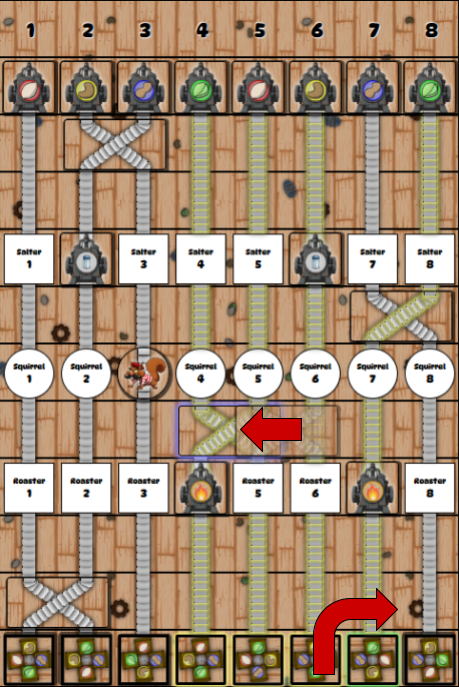 1 2 3 4 5 6 7 8
Salter 1
Salter 3
Salter 4
Salter 5
Salter 7
Salter 8
Squirrel 1
Squirrel 2
Squirrel 4
Squirrel 5
Squirrel 6
Squirrel 7
Squirrel 8
Roaster 1
Roaster 2
Roaster 3
Roaster 5
Roaster 6
Roaster 8